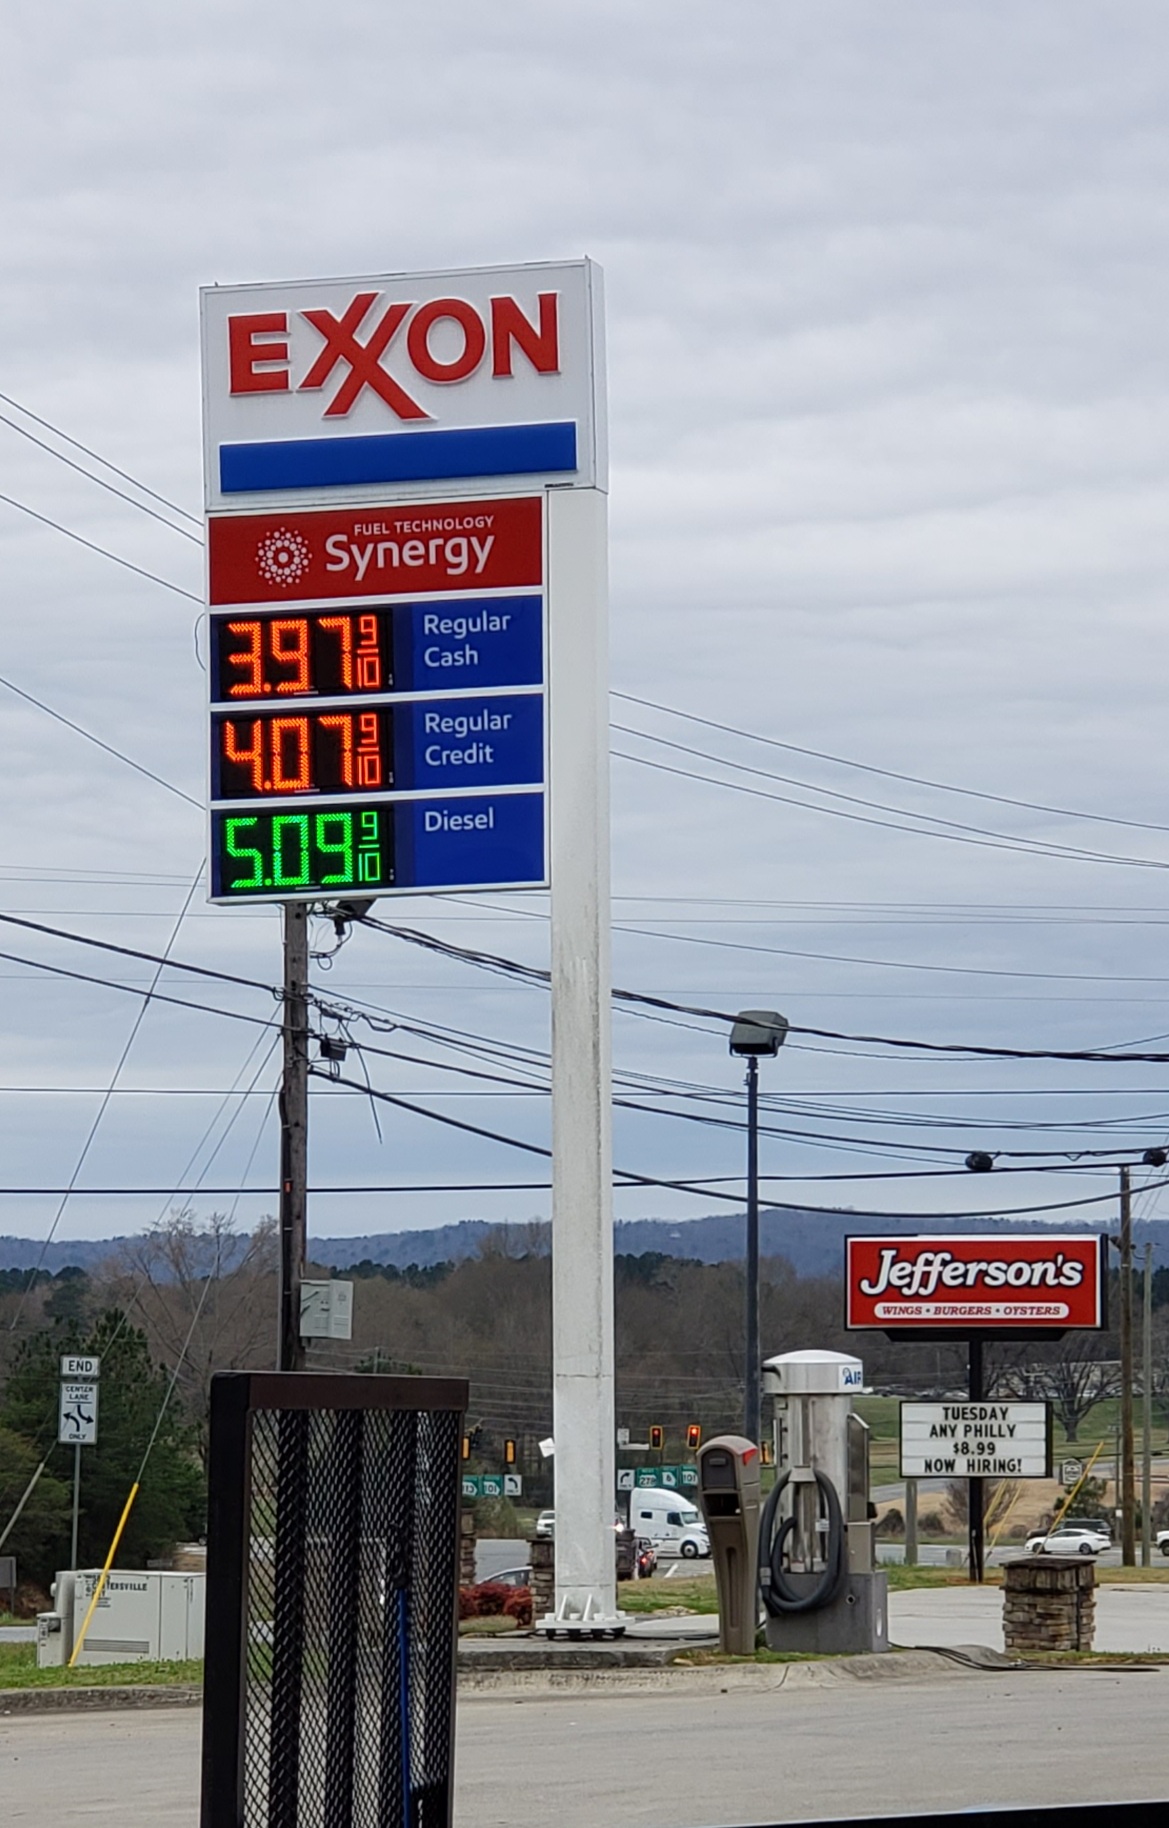 EXXON
FUEL TECHNOLOGY
Synergy
3.97 9/10 Regular
Cash
4.07 9/10 Regular
Credit
5.09 9/10 Diesel
Jefferson's
WINGS • BURGERS • OYSTERS
TUESDAY
ANY PHILLY
$8.99
NOW HIRING!
AIR
END
CENTER
LANE
ONLY